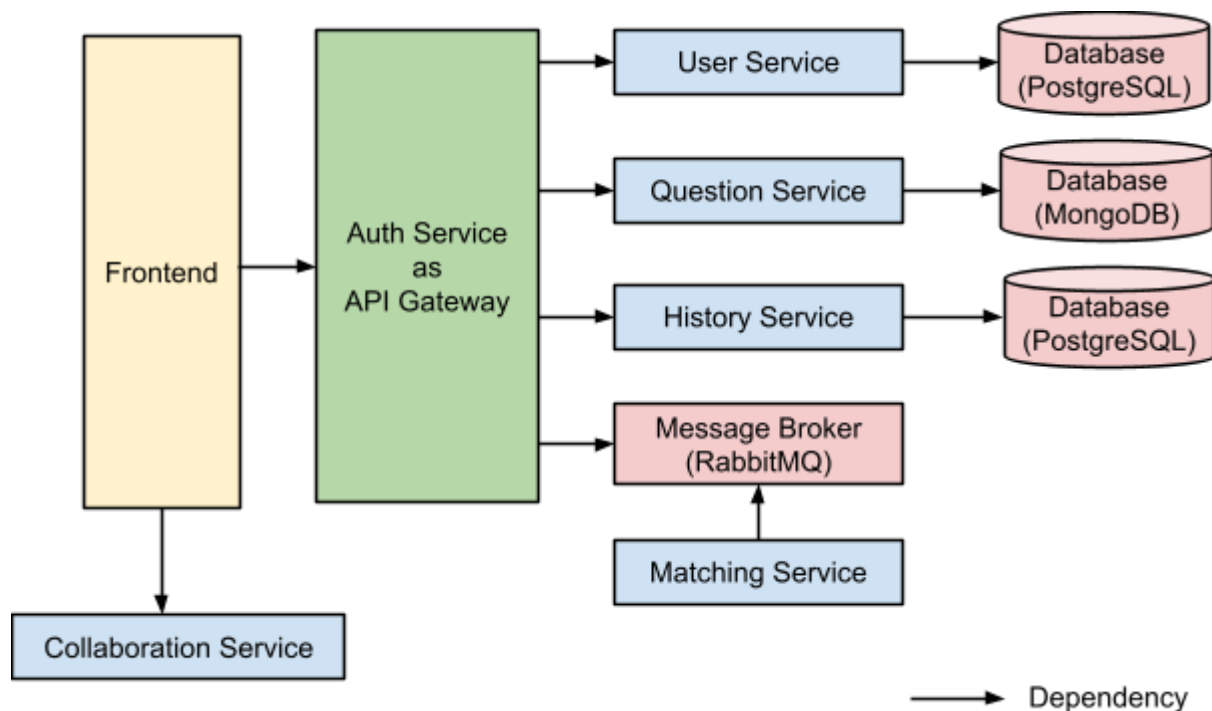 User Service
Database
(PostgreSQL)
Question Service
Database
(MongoDB)
Frontend
Auth Service
as
API Gateway
History Service
Database
(PostgreSQL)
Message Broker
(RabbitMQ)
Matching Service
Collaboration Service
Dependency